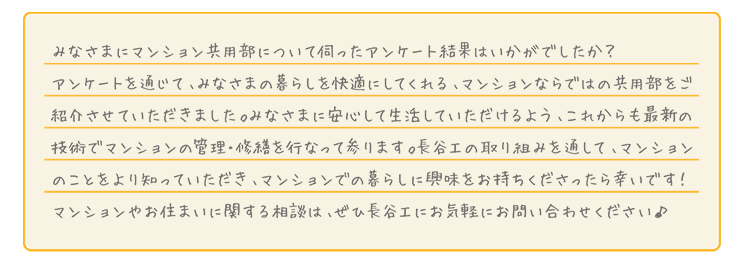 みなさまにマンション共用部について伺ったアンケート結果はいかがでしたか?
アンケートを通じて、みなさまの暮らしを快適にしてくれる、マンションならではの共用部をご
紹介させていただきました。みなさまに安心して生活していただけるよう、これからも最新の
技術でマンションの管理・修繕を行なって参ります。長谷工の取り組みを通して、マンション
のことをより知っていただき、マンションでの暮らしに興味をお持ちくださったら幸いです!
マンションやお住まいに関する相談は、ぜひ長谷工にお気軽にお問い合わせください♪